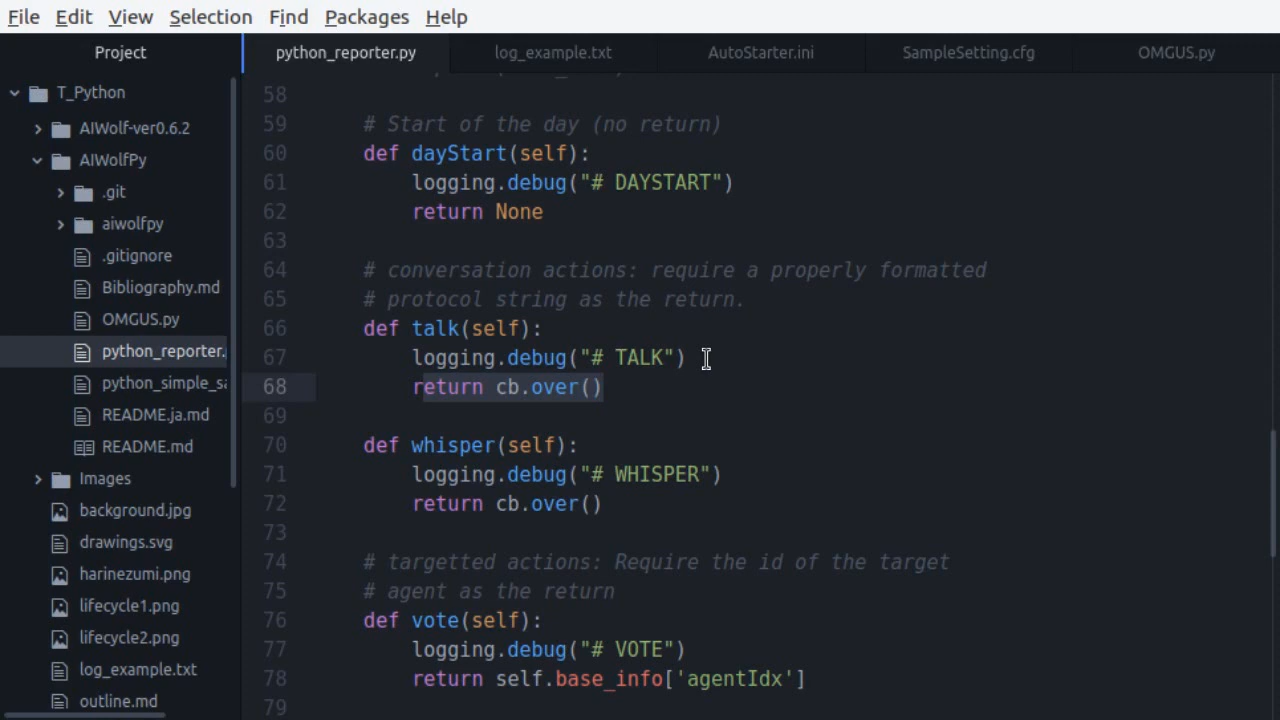 File Edit View Selection Find Packages Help
Project
python_reporter.py log_example.txt AutoStarter.ini SampleSetting.cfg OMGUS.py
T_Python
AIWolf-ver0.6.2
AIWolfPy
.git
aiwolfpy
.gitignore
Bibliography.md
OMGUS.py
python_reporter.
python_simple_sa
README.ja.md
README.md
Images
background.jpg
drawings.svg
harinezumi.png
lifecycle1.png
lifecycle2.png
log_example.txt
outline.md
58
59 # Start of the day (no return)
60 def dayStart(self):
61 logging.debug("# DAYSTART")
62 return None
63
64 # conversation actions: require a properly formatted
65 # protocol string as the return.
66 def talk(self):
67 logging.debug("# TALK")
68 return cb.over()
69
70 def whisper(self):
71 logging.debug("# WHISPER")
72 return cb.over()
73
74 # targetted actions: Require the id of the target
75 # agent as the return
76 def vote(self):
77 logging.debug("# VOTE")
78 return self.base_info['agentIdx']
79